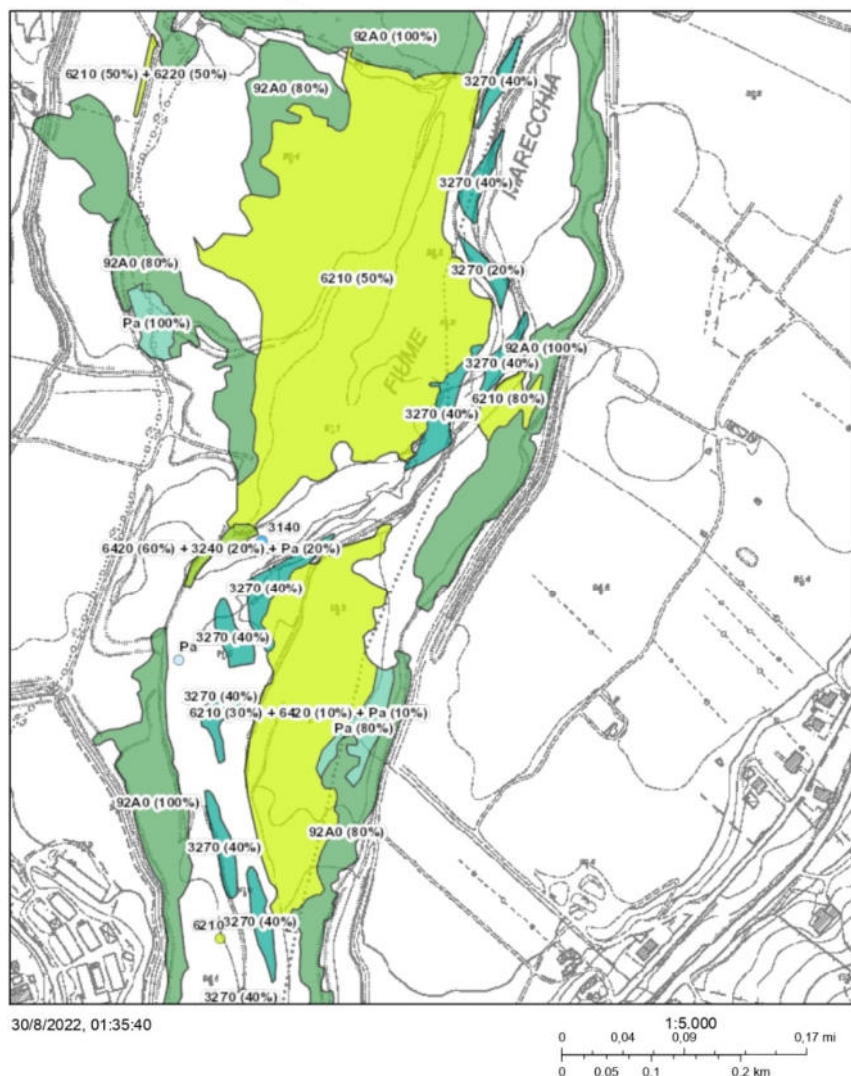 92A0 (100%)
6210 (50%) + 6220 (50%)
92A0 (80%)
3270 (40%)
MARECCHIA
3270 (40%)
92A0 (80%)
3270 (20%)
6210 (50%)
Pa (100%)
FIUME
92A0 (100%)
3270 (40%)
6210 (80%)
3270 (40%)
3140
6420 (60%) + 3240 (20%) + Pa (20%)
3270 (40%)
3270 (40%)
Pa
3270 (40%)
6210 (30%) + 6420 (10%) + Pa (10%)
Pa (80%)
92A0 (100%)
92A0 (80%)
3270 (40%)
6210
3270 (40%)
3270 (40%)
30/8/2022, 01:35:40
1:5.000
0 0,04 0,09 0,17 mi
0 0.05 0.1 0.2 km